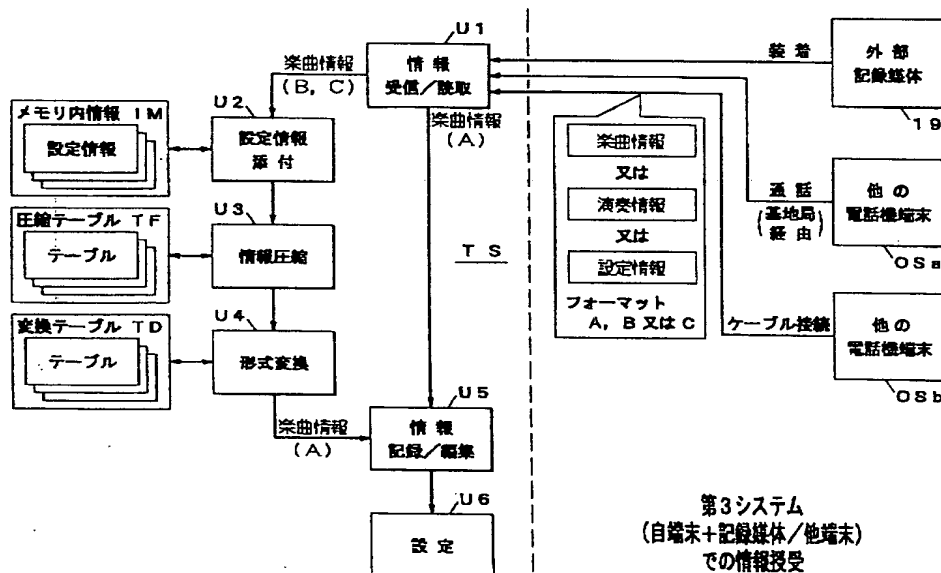 U1
情報
受信／読取
楽曲情報
(B, C)
楽曲情報
(A)
U2
設定情報
添付
メモリ内情報 IM
設定情報
U3
情報圧縮
圧縮テーブル TF
テーブル
U4
形式変換
変換テーブル TD
テーブル
楽曲情報
(A)
U5
情報
記録／編集
U6
設定
TS
装着
外部
記録媒体
19
楽曲情報
又は
演奏情報
又は
設定情報
フォーマット
A, B又はC
通話
(基地局
経由)
他の
電話機端末
OSa
ケーブル接続
他の
電話機端末
OSb
第3システム
(自端末+記録媒体／他端末)
での情報授受